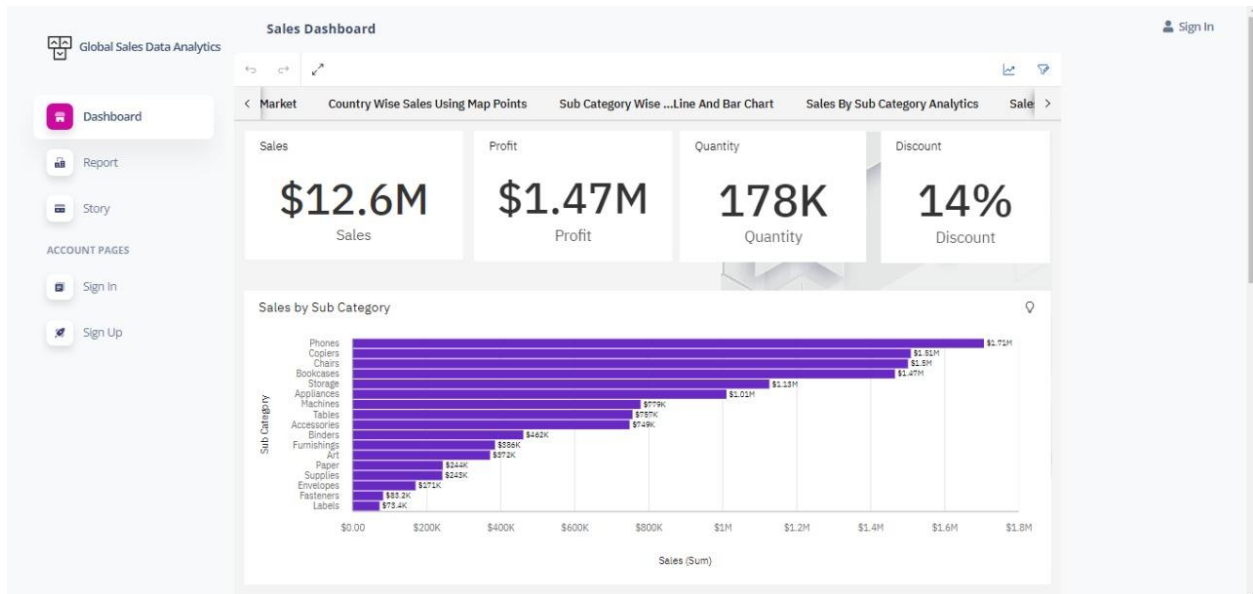 Global Sales Data Analytics
Sales Dashboard
Sign In
Dashboard
Report
Story
ACCOUNT PAGES
Sign In
Sign Up
Market
Country Wise Sales Using Map Points
Sub Category Wise ...Line And Bar Chart
Sales By Sub Category Analytics
Sale
Sales
$12.6M
Sales
Profit
$1.47M
Profit
Quantity
178K
Quantity
Discount
14%
Discount
Sales by Sub Category
Sub Category
Phones $1.71M
Copiers $1.51M
Chairs $1.5M
Bookcases $1.47M
Storage $1.13M
Appliances $1.01M
Machines $779K
Tables $757K
Accessories $749K
Binders $462K
Furnishings $386K
Art $372K
Paper $244K
Supplies $243K
Envelopes $171K
Fasteners $83.2K
Labels $73.4K
$0.00 $200K $400K $600K $800K $1M $1.2M $1.4M $1.6M $1.8M
Sales (Sum)